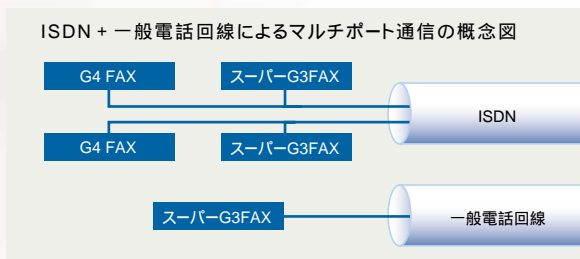 ISDN + 一般電話回線によるマルチポート通信の概念図
G4 FAX スーパーG3FAX
ISDN
G4 FAX スーパーG3FAX
スーパーG3FAX 一般電話回線